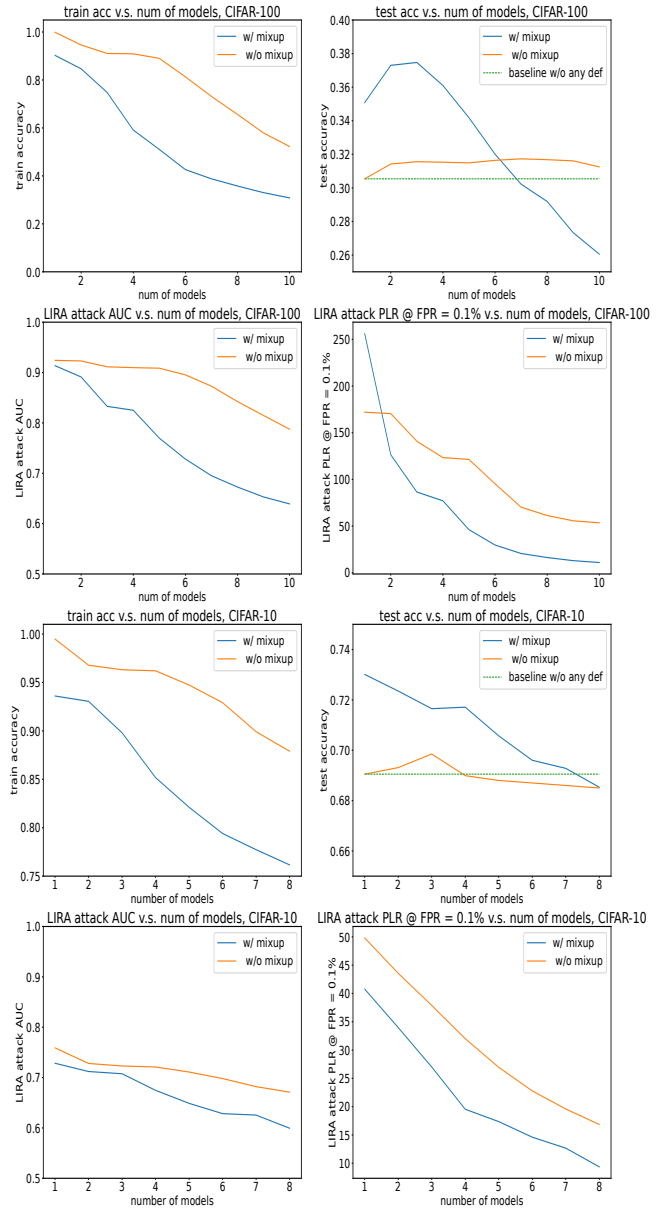 train acc v.s. num of models, CIFAR-100
1.0
0.8
0.6
0.4
0.2
0.0
train accuracy
w/ mixup
w/o mixup
2
4
6
8
10
num of models
test acc v.s. num of models, CIFAR-100
0.40
0.38
0.36
0.34
0.32
0.30
0.28
0.26
test accuracy
w/ mixup
w/o mixup
baseline w/o any def
2
4
6
8
10
num of models
LIRA attack AUC v.s. num of models, CIFAR-100
1.0
0.9
0.8
0.7
0.6
0.5
LIRA attack AUC
w/ mixup
w/o mixup
2
4
6
8
10
num of models
LIRA attack PLR @ FPR = 0.1% v.s. num of models, CIFAR-100
250
200
150
100
50
0
LIRA attack PLR @ FPR = 0.1%
w/ mixup
w/o mixup
2
4
6
8
10
num of models
train acc v.s. num of models, CIFAR-10
1.00
0.95
0.90
0.85
0.80
0.75
train accuracy
w/ mixup
w/o mixup
1
2
3
4
5
6
7
8
number of models
test acc v.s. num of models, CIFAR-10
0.74
0.72
0.70
0.68
0.66
test accuracy
w/ mixup
w/o mixup
baseline w/o any def
1
2
3
4
5
6
7
8
number of models
LIRA attack AUC v.s. num of models, CIFAR-10
1.0
0.9
0.8
0.7
0.6
0.5
LIRA attack AUC
w/ mixup
w/o mixup
1
2
3
4
5
6
7
8
number of models
LIRA attack PLR @ FPR = 0.1% v.s. num of models, CIFAR-10
50
45
40
35
30
25
20
15
10
LIRA attack PLR @ FPR = 0.1%
w/ mixup
w/o mixup
1
2
3
4
5
6
7
8
number of models